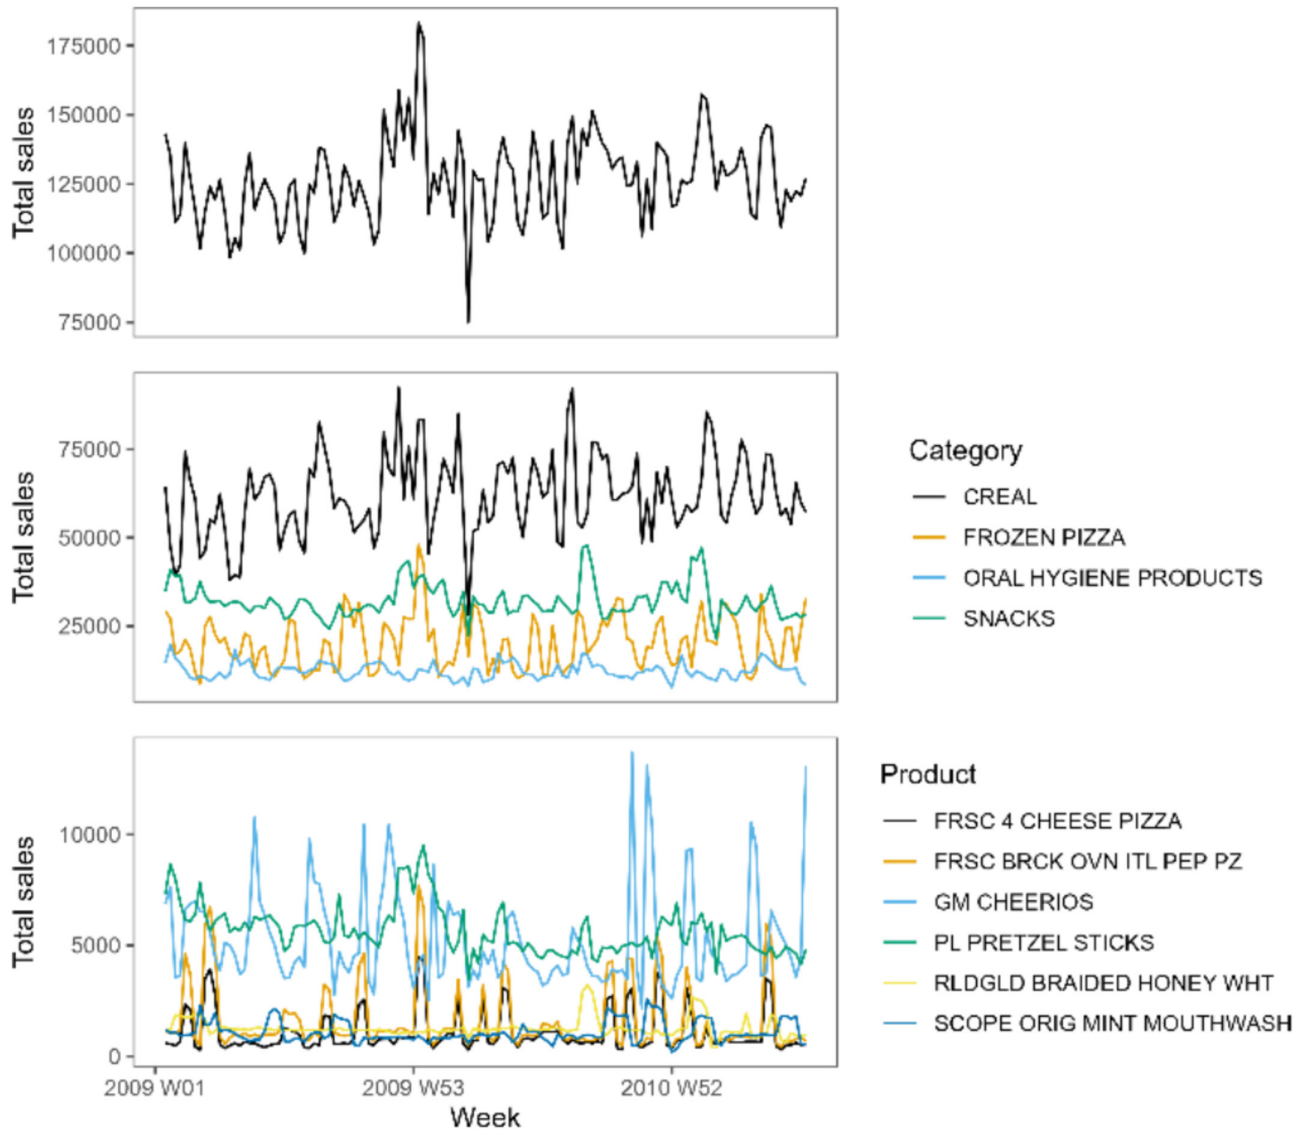 Total sales
175000
150000
125000
100000
75000
Total sales
75000
50000
25000
Category
CREAL
FROZEN PIZZA
ORAL HYGIENE PRODUCTS
SNACKS
Total sales
10000
5000
0
2009 W01
2009 W53
2010 W52
Week
Product
FRSC 4 CHEESE PIZZA
FRSC BRCK OVN ITL PEP PZ
GM CHEERIOS
PL PRETZEL STICKS
RLDGLD BRAIDED HONEY WHT
SCOPE ORIG MINT MOUTHWASH